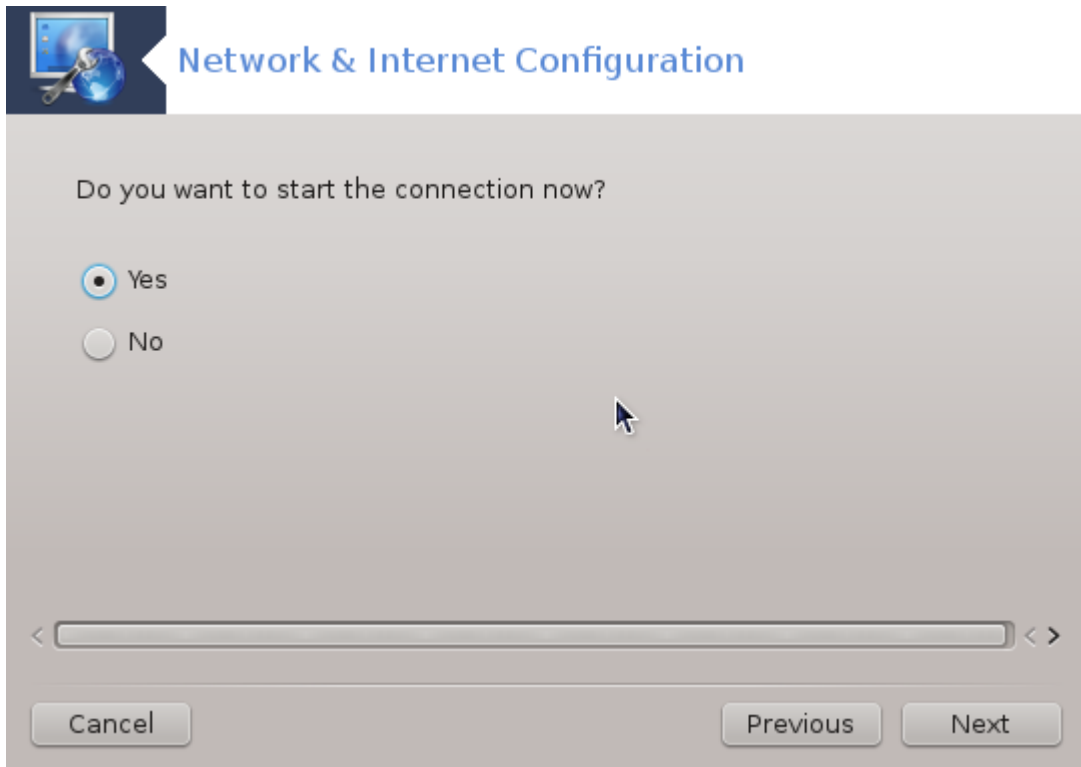 Network & Internet Configuration
Do you want to start the connection now?
Yes
No
Cancel
Previous
Next